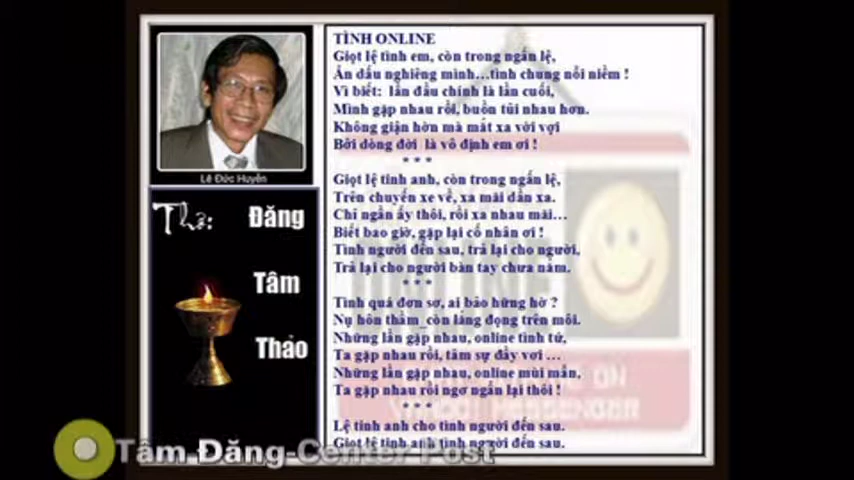 Lê Đức Huyền
Thơ: Đăng
Tâm
Thảo
TÌNH ONLINE
Giọt lệ tình em, còn trong ngấn lệ,
Ẩn dấu nghiêng mình...tình chung nỗi niềm !
Vì biết: lần đầu chính là lần cuối,
Mình gặp nhau rồi, buồn tủi nhau hơn.
Không giận hờn mà mắt xa vời vợi
Bởi dòng đời là vô định em ơi !
* * *
Giọt lệ tình anh, còn trong ngấn lệ,
Trên chuyến xe về, xa mãi dần xa.
Chỉ ngần ấy thôi, rồi xa nhau mãi...
Biết bao giờ, gặp lại cố nhân ơi !
Tình người đến sau, trả lại cho người,
Trả lại cho người bàn tay chưa nắm.
* * *
Tình quá đơn sơ, ai bảo hững hờ ?
Nụ hôn thầm còn lắng đọng trên môi.
Những lần gặp nhau, online tình tứ,
Ta gặp nhau rồi, tâm sự đầy vơi ...
Những lần gặp nhau, online mùi mẫn,
Ta gặp nhau rồi ngơ ngẩn lại thôi !
* * *
Lệ tình anh cho tình người đến sau.
Giọt lệ tình anh tình người đến sau.
MESSENGER
Tâm Đăng-Center Post